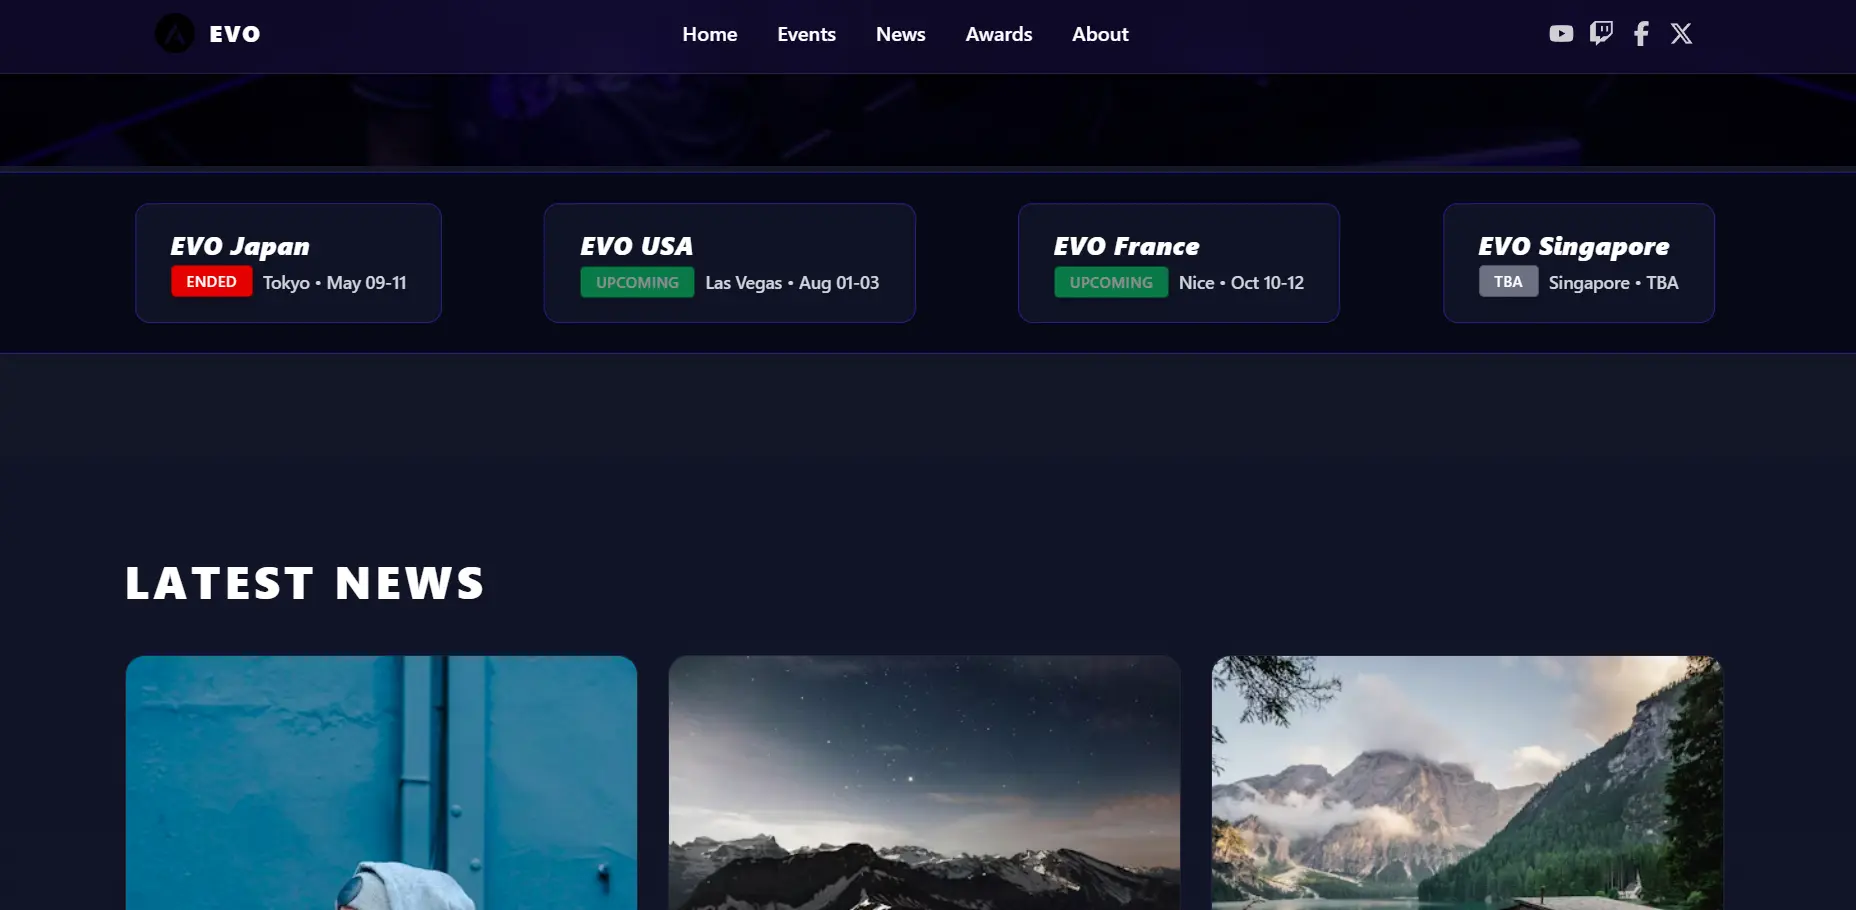 EVO
Home Events News Awards About
EVO Japan
ENDED Tokyo • May 09-11
EVO USA
UPCOMING Las Vegas • Aug 01-03
EVO France
UPCOMING Nice • Oct 10-12
EVO Singapore
TBA Singapore • TBA
LATEST NEWS